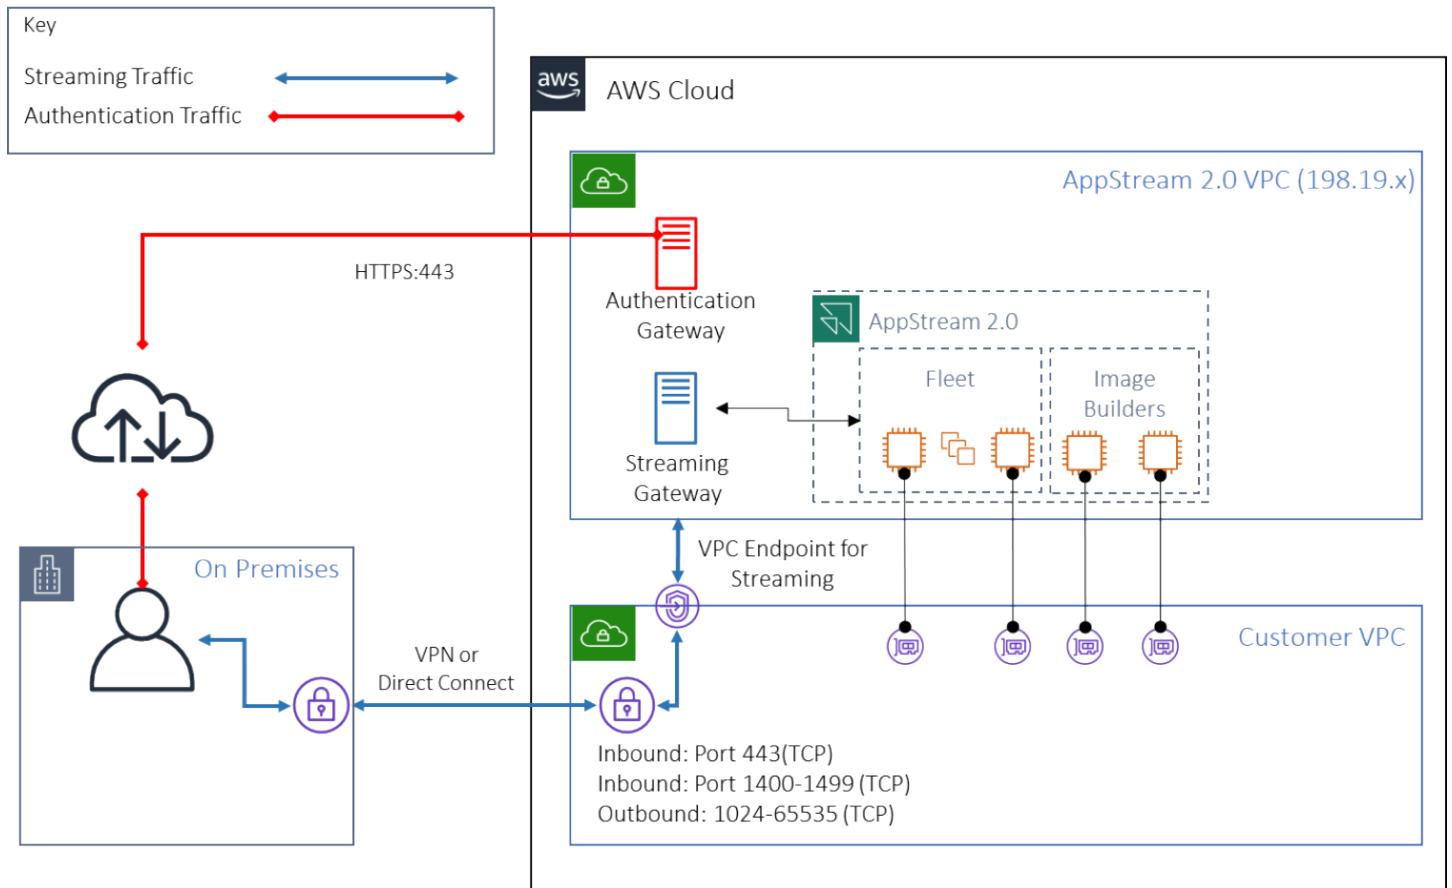 Key
Streaming Traffic
Authentication Traffic
aws
AWS Cloud
AppStream 2.0 VPC (198.19.x)
HTTPS:443
Authentication
Gateway
AppStream 2.0
Fleet
Image
Builders
Streaming
Gateway
VPC Endpoint for
Streaming
On Premises
Customer VPC
VPN or
Direct Connect
Inbound: Port 443(TCP)
Inbound: Port 1400-1499 (TCP)
Outbound: 1024-65535 (TCP)